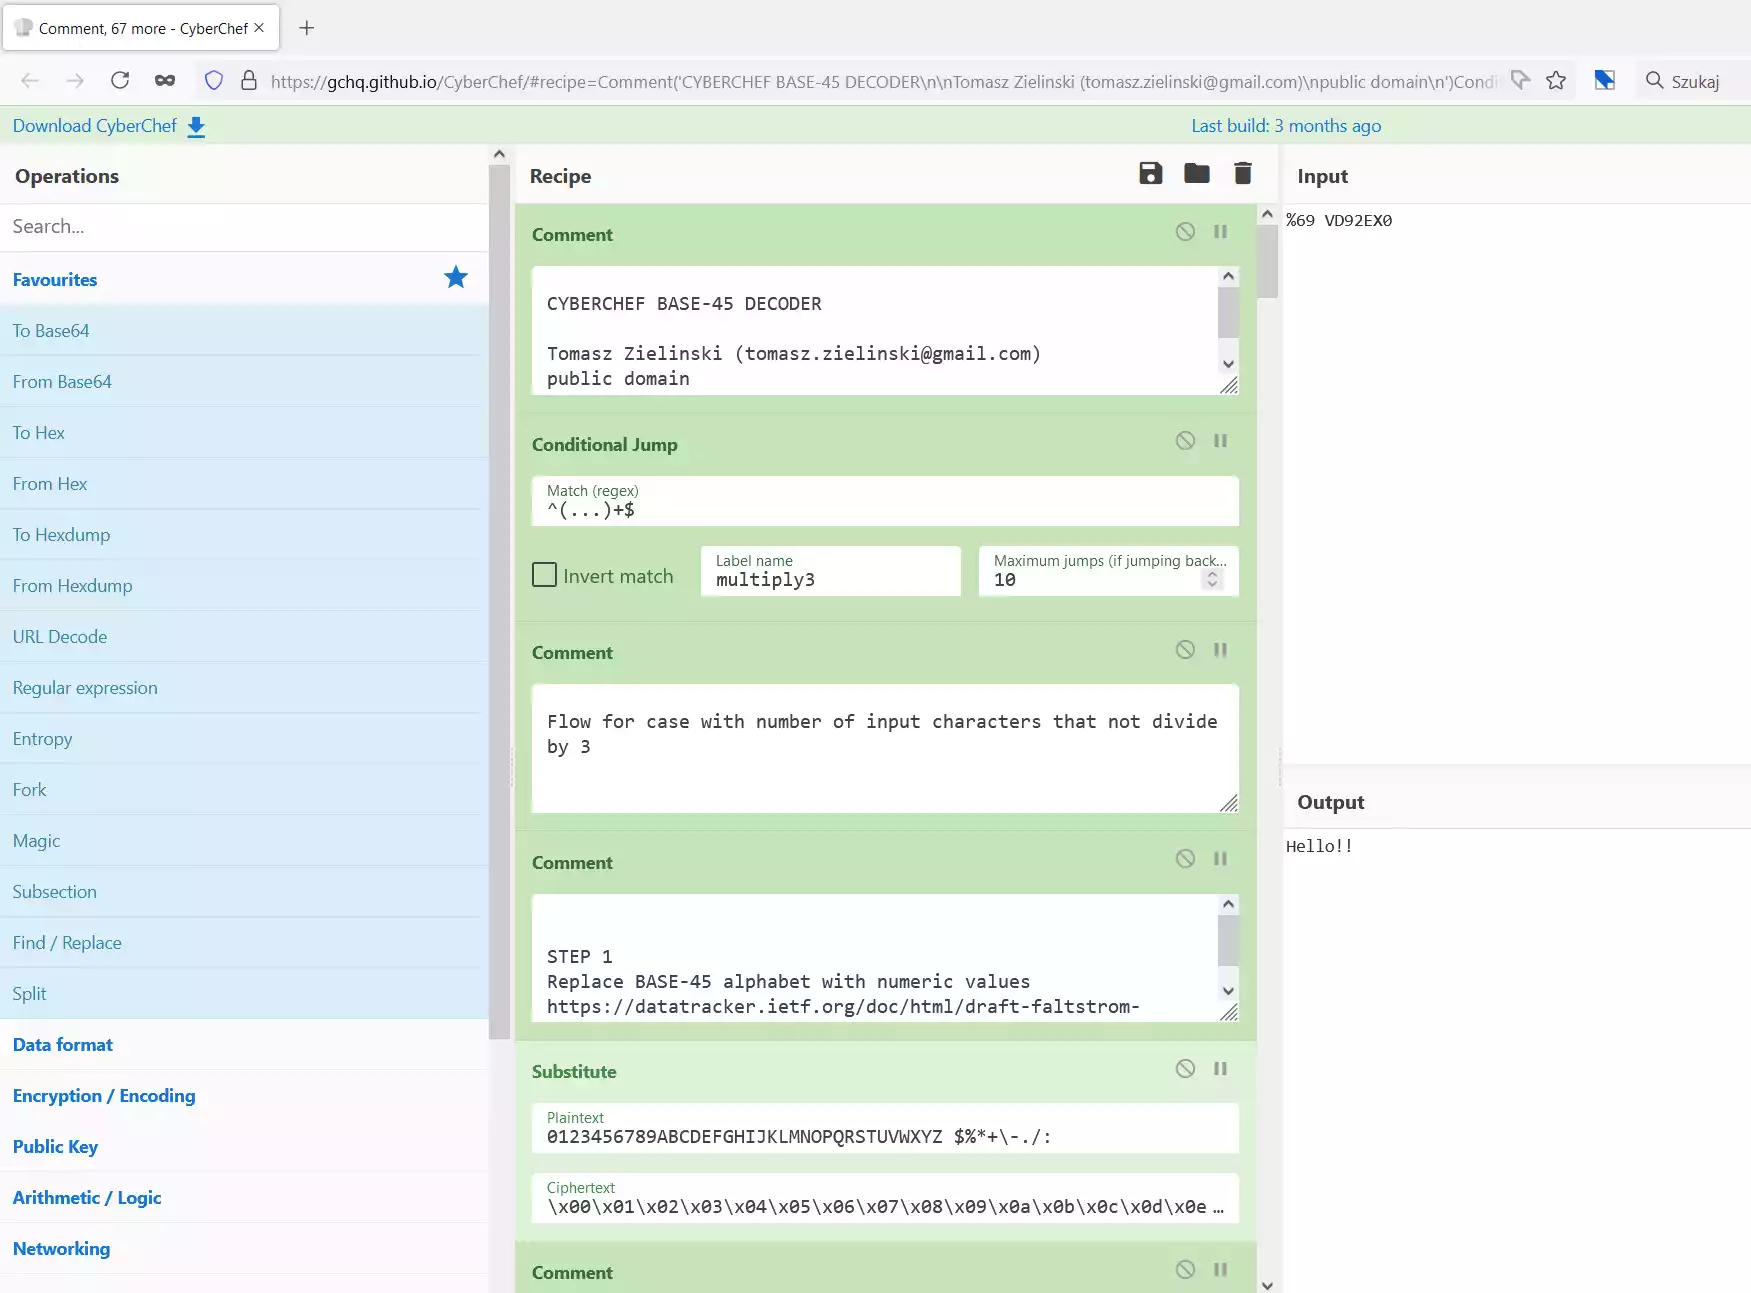 Comment, 67 more - CyberChef
https://gchq.github.io/CyberChef/#recipe=Comment('CYBERCHEF BASE-45 DECODER\n\nTomasz Zielinski (tomasz.zielinski@gmail.com)\npublic domain\n')Condi
Szukaj
Download CyberChef
Last build: 3 months ago
Operations
Search...
Favourites
To Base64
From Base64
To Hex
From Hex
To Hexdump
From Hexdump
URL Decode
Regular expression
Entropy
Fork
Magic
Subsection
Find / Replace
Split
Data format
Encryption / Encoding
Public Key
Arithmetic / Logic
Networking
Recipe
Comment
CYBERCHEF BASE-45 DECODER
Tomasz Zielinski (tomasz.zielinski@gmail.com)
public domain
Conditional Jump
Match (regex)
^(...)+$
Invert match
Label name
multiply3
Maximum jumps (if jumping back...
10
Comment
Flow for case with number of input characters that not divide
by 3
Comment
STEP 1
Replace BASE-45 alphabet with numeric values
https://datatracker.ietf.org/doc/html/draft-faltstrom-
Substitute
Plaintext
0123456789ABCDEFGHIJKLMNOPQRSTUVWXYZ $%*+\-./:
Ciphertext
\x00\x01\x02\x03\x04\x05\x06\x07\x08\x09\x0a\x0b\x0c\x0d\x0e…
Comment
Input
%69 VD92EX0
Output
Hello!!